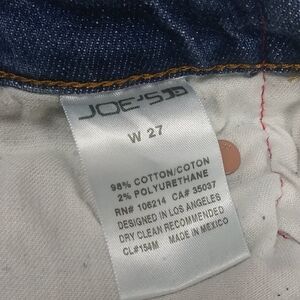 JOE'S
W 27
98% COTTON/COTON
2% POLYURETHANE
RN# 106214 CA# 35037
DESIGNED IN LOS ANGELES
DRY CLEAN RECOMMENDED
CL#154M MADE IN MEXICO